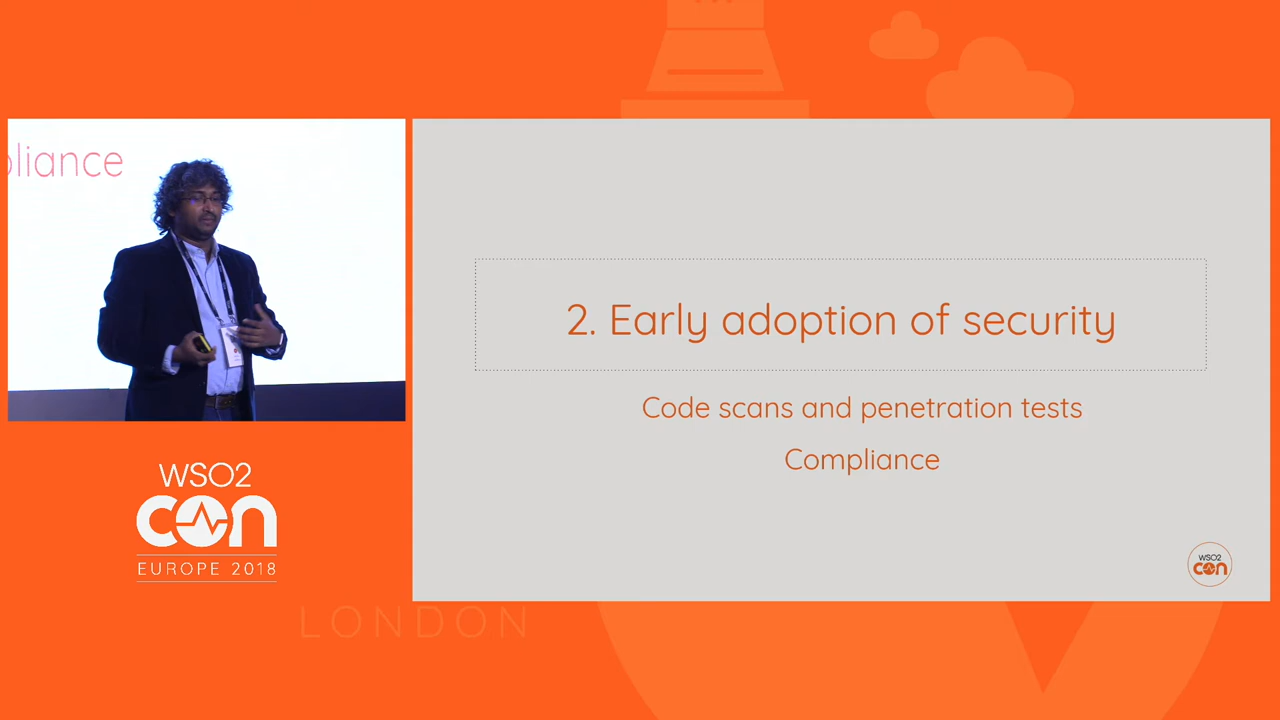 pliance
2. Early adoption of security
Code scans and penetration tests
Compliance
WSO2
con
WSO2
con
EUROPE 2018
LONDON